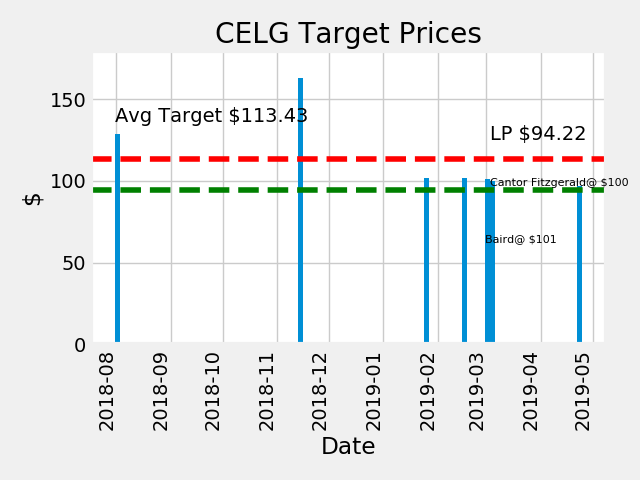 CELG Target Prices
$
150
100
50
0
Avg Target $113.43
LP $94.22
Cantor Fitzgerald@ $100
Baird@ $101
2018-08
2018-09
2018-10
2018-11
2018-12
2019-01
2019-02
2019-03
2019-04
2019-05
Date